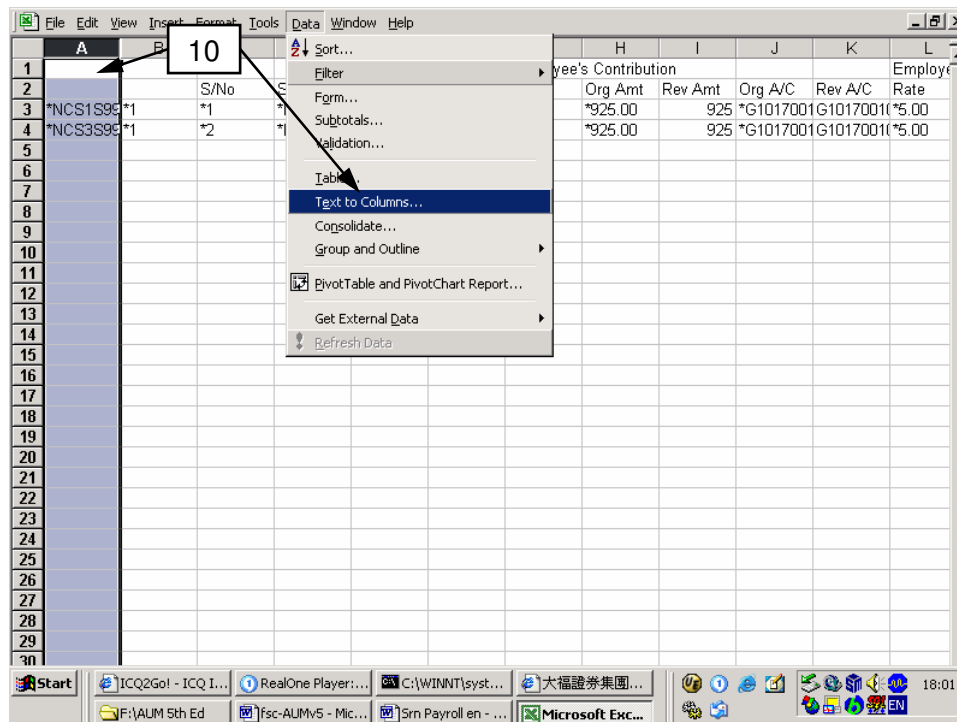 File Edit View Insert Format Tools Data Window Help
10
A B H I J K L
Sort...
Filter
Form...
Subtotals...
Validation...
Table...
Text to Columns...
Consolidate...
Group and Outline
PivotTable and PivotChart Report...
Get External Data
Refresh Data
1 yee's Contribution Employe
2 S/No S Org Amt Rev Amt Org A/C Rev A/C Rate
3 *NCS1S99 *1 *1 *925.00 925 *G1017001 G10170010 *5.00
4 *NCS3S99 *1 *2 *925.00 925 *G1017001 G10170010 *5.00
5
6
7
8
9
10
11
12
13
14
15
16
17
18
19
20
21
22
23
24
25
26
27
28
29
30
Start ICQ2Go! - ICQ I... RealOne Player:... C:\WINNT\syst... 大福證券集團... 18:01
F:\AUM 5th Ed fsc-AUMv5 - Mic... Srn Payroll en - ... Microsoft Exc... EN